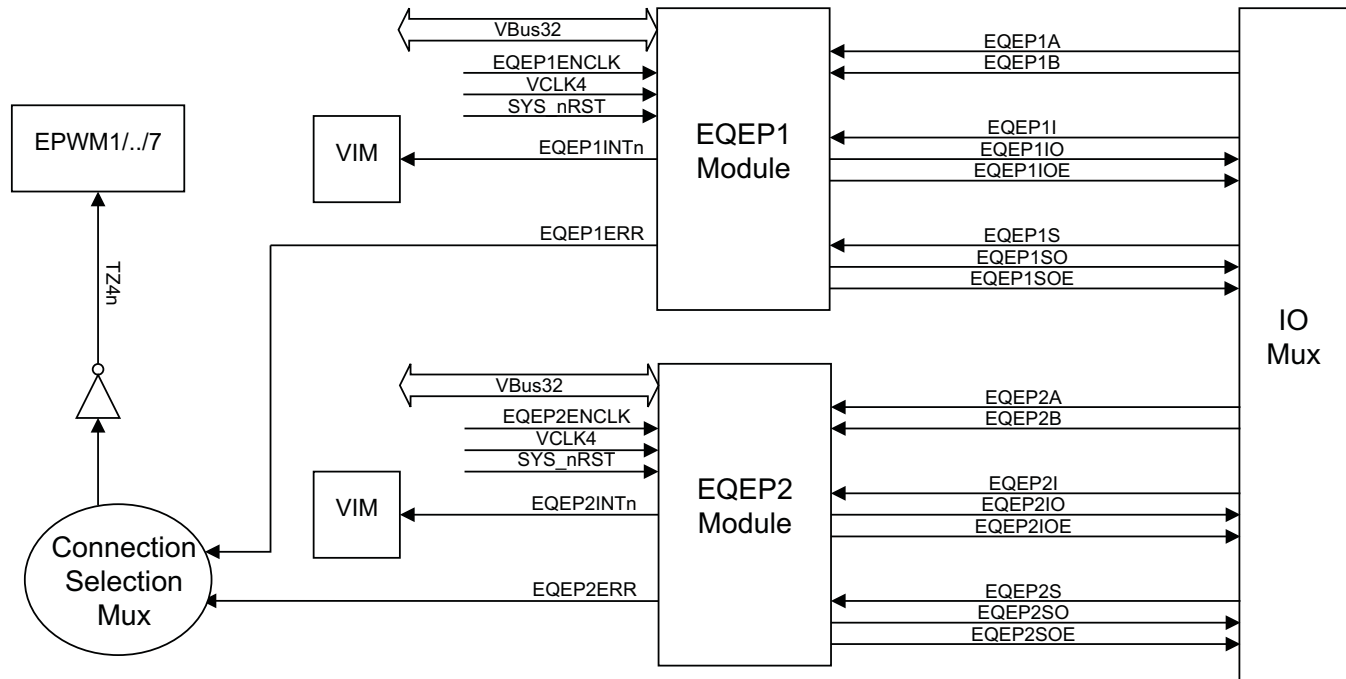 VBus32
EQEP1ENCLK
VCLK4
SYS_nRST
EPWM1/../7
VIM
EQEP1INTn
EQEP1ERR
TZ4n
EQEP1
Module
EQEP1A
EQEP1B
EQEP1I
EQEP1IO
EQEP1IOE
EQEP1S
EQEP1SO
EQEP1SOE
IO
Mux
VBus32
EQEP2ENCLK
VCLK4
SYS_nRST
VIM
EQEP2INTn
EQEP2ERR
Connection
Selection
Mux
EQEP2
Module
EQEP2A
EQEP2B
EQEP2I
EQEP2IO
EQEP2IOE
EQEP2S
EQEP2SO
EQEP2SOE